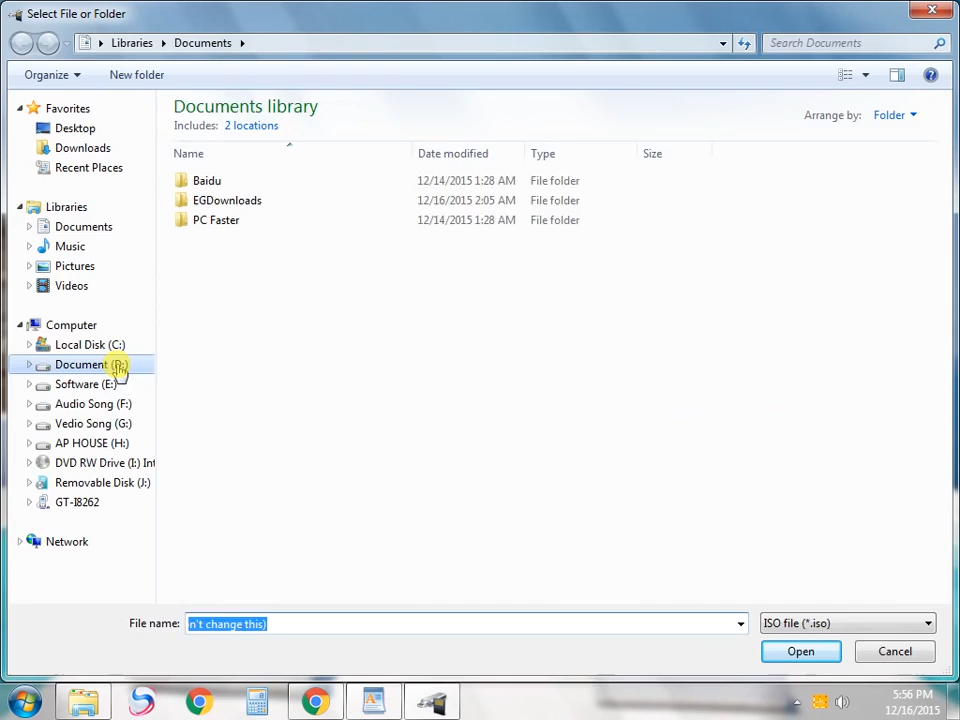 Select File or Folder
Libraries
Documents
Search Documents
Organize
New folder
Favorites
Desktop
Downloads
Recent Places
Libraries
Documents
Music
Pictures
Videos
Computer
Local Disk (C:)
Document (D:)
Software (E:)
Audio Song (F:)
Vedio Song (G:)
AP HOUSE (H:)
DVD RW Drive (I:) Int
Removable Disk (J:)
GT-I8262
Network
Documents library
Includes: 2 locations
Arrange by: Folder
Name Date modified Type Size
Baidu 12/14/2015 1:28 AM File folder
EGDownloads 12/16/2015 2:05 AM File folder
PC Faster 12/14/2015 1:28 AM File folder
File name: n't change this) ISO file (*.iso)
Open Cancel
5:56 PM
12/16/2015